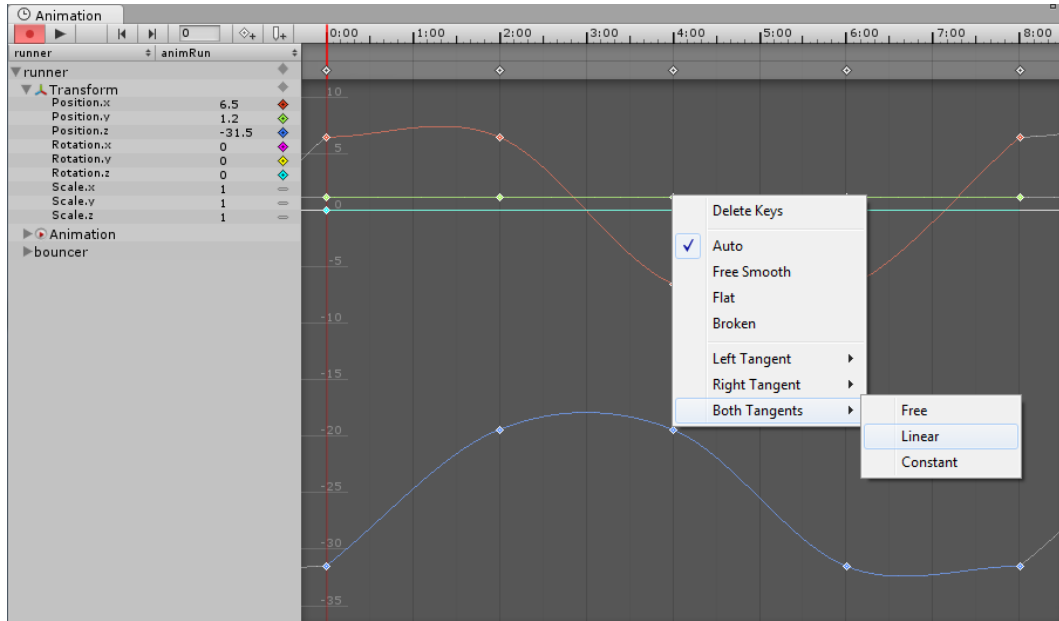 Animation
0
0:00 1:00 2:00 3:00 4:00 5:00 6:00 7:00 8:00
runner animRun
runner
Transform
Position.x 6.5
Position.y 1.2
Position.z -31.5
Rotation.x 0
Rotation.y 0
Rotation.z 0
Scale.x 1
Scale.y 1
Scale.z 1
Animation
bouncer
10
5
0
-5
-10
-15
-20
-25
-30
-35
Delete Keys
Auto
Free Smooth
Flat
Broken
Left Tangent
Right Tangent
Both Tangents
Free
Linear
Constant